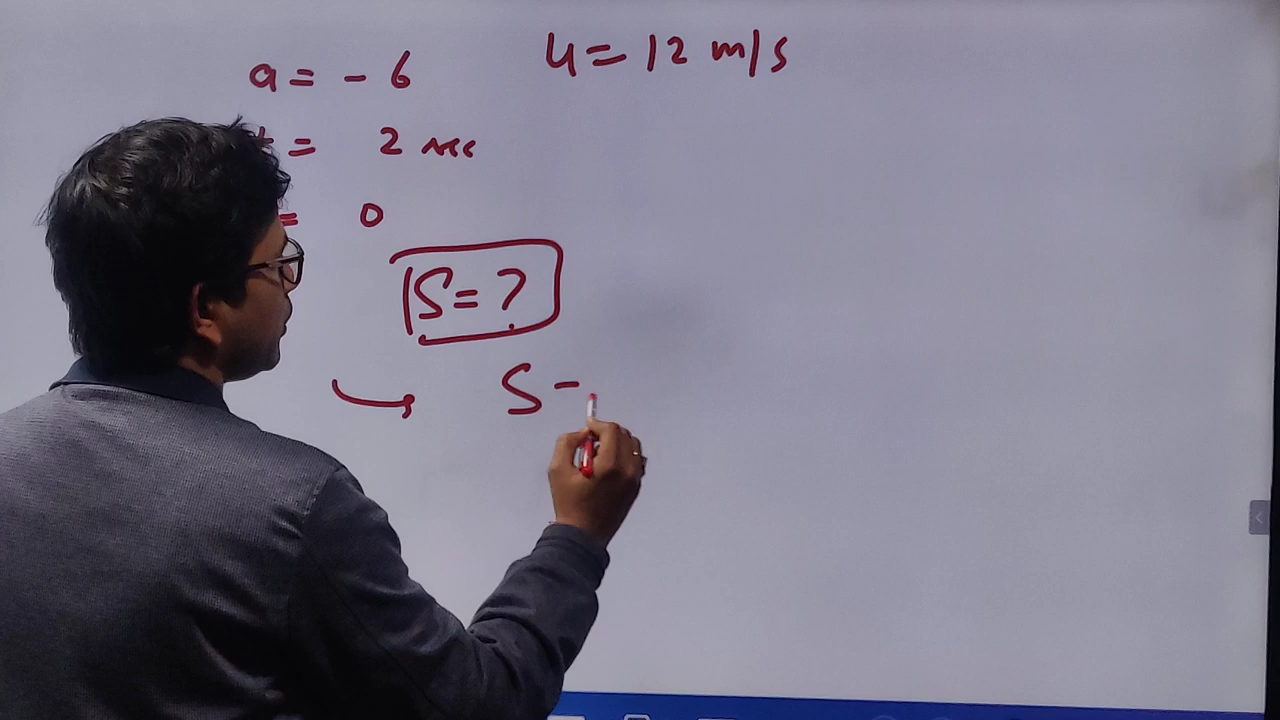 a = - 6
u = 12 m/s
t = 2 sec
= 0
S = ?
S -